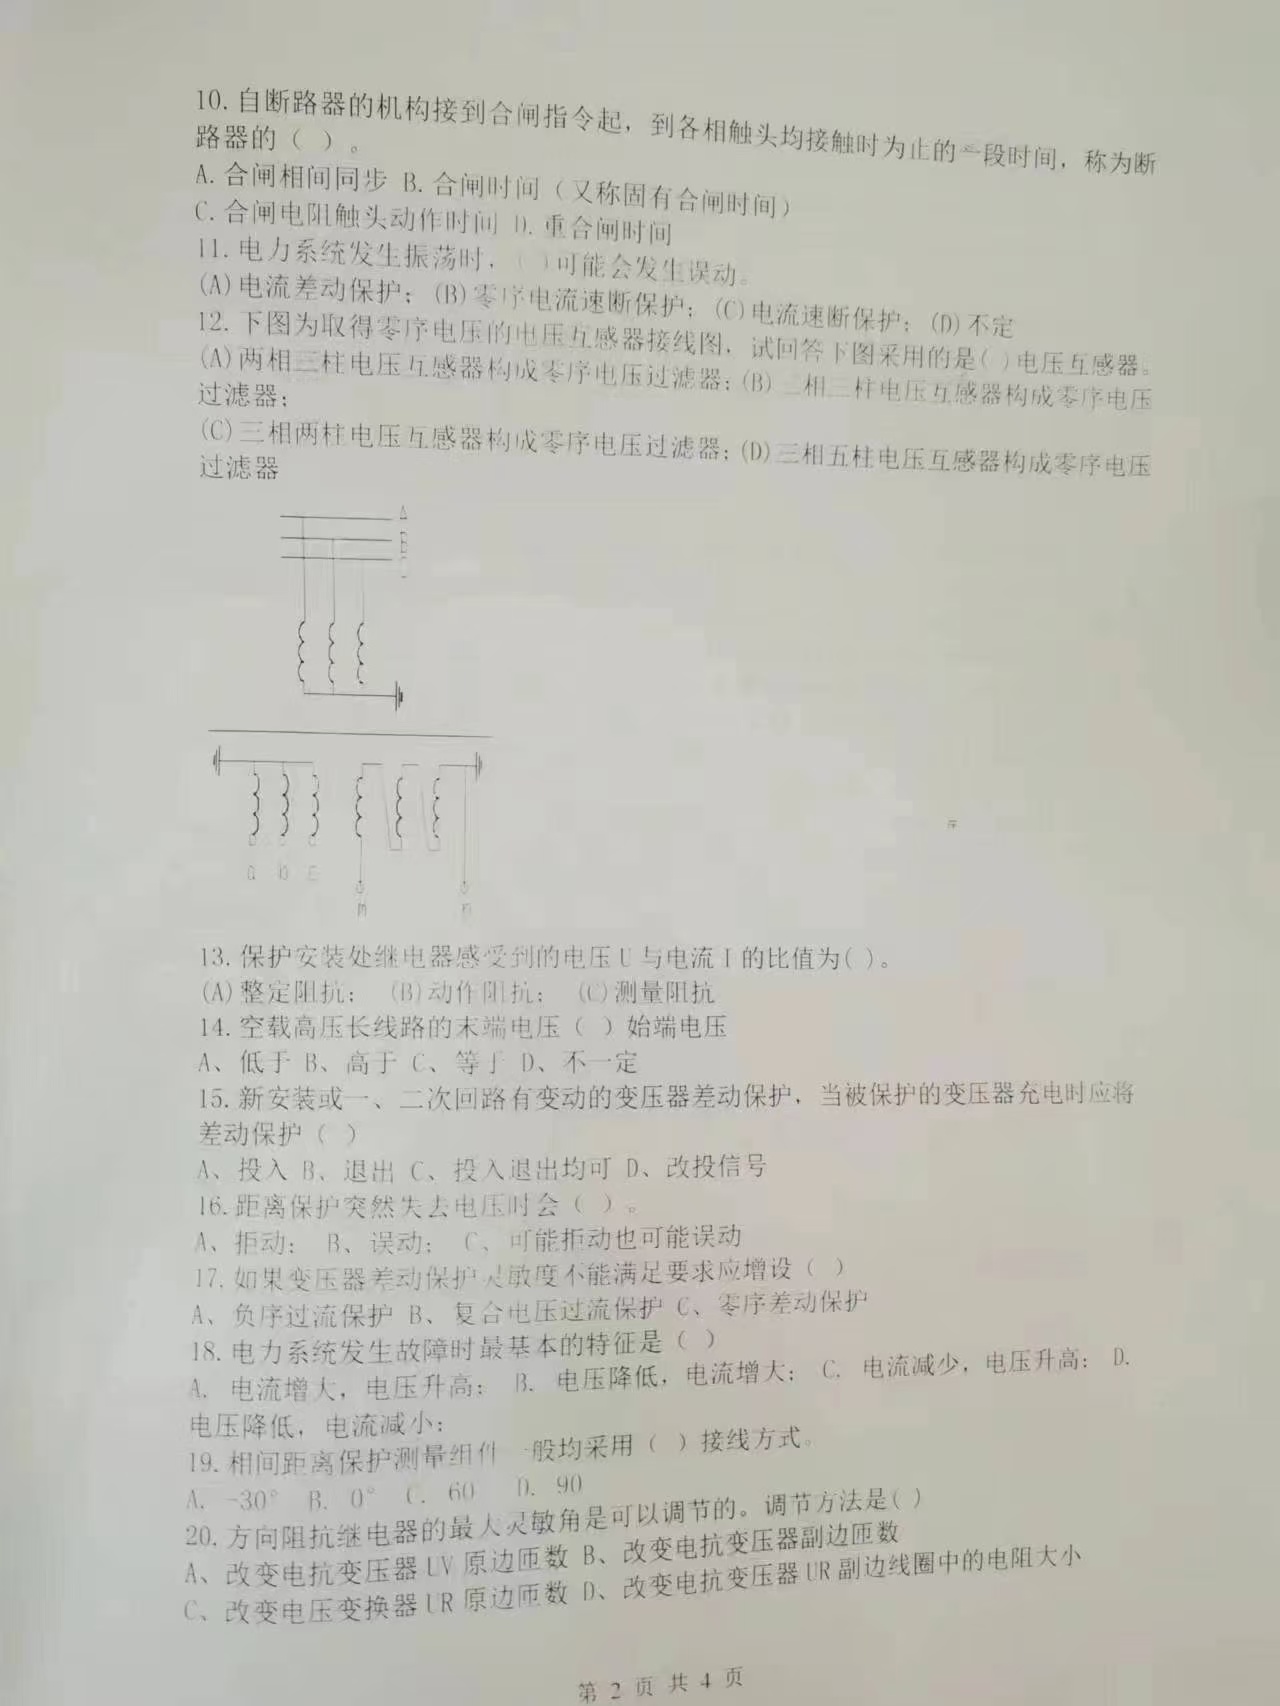 10. 自断路器的机构接到合闸指令起，到各相触头均接触时为止的一段时间，称为断
路器的（ ）。
A. 合闸相间同步 B. 合闸时间（又称固有合闸时间）
C. 合闸电阻触头动作时间 D. 重合闸时间
11. 电力系统发生振荡时，（ ）可能会发生误动。
(A)电流差动保护；(B)零序电流速断保护；(C)电流速断保护；(D)不定
12. 下图为取得零序电压的电压互感器接线图，试回答下图采用的是( )电压互感器。
(A)两相三柱电压互感器构成零序电压过滤器；(B)二相三柱电压互感器构成零序电压
过滤器；
(C)三相两柱电压互感器构成零序电压过滤器；(D)三相五柱电压互感器构成零序电压
过滤器
A
B
a b c
m n
13. 保护安装处继电器感受到的电压 U 与电流 I 的比值为( )。
(A)整定阻抗； (B)动作阻抗； (C)测量阻抗
14. 空载高压长线路的末端电压（ ）始端电压
A、低于 B、高于 C、等于 D、不一定
15. 新安装或一、二次回路有变动的变压器差动保护，当被保护的变压器充电时应将
差动保护（ ）
A、投入 B、退出 C、投入退出均可 D、改投信号
16. 距离保护突然失去电压时会（ ）。
A、拒动； B、误动； C、可能拒动也可能误动
17. 如果变压器差动保护灵敏度不能满足要求应增设（ ）
A、负序过流保护 B、复合电压过流保护 C、零序差动保护
18. 电力系统发生故障时最基本的特征是（ ）
A. 电流增大，电压升高； B. 电压降低，电流增大； C. 电流减少，电压升高； D.
电压降低，电流减小；
19. 相间距离保护测量组件一般均采用（ ）接线方式。
A. -30° B. 0° C. 60 D. 90
20. 方向阻抗继电器的最大灵敏角是可以调节的。调节方法是( )
A、改变电抗变压器 UV 原边匝数 B、改变电抗变压器副边匝数
C、改变电压变换器 UR 原边匝数 D、改变电抗变压器 UR 副边线圈中的电阻大小
第 2 页 共 4 页